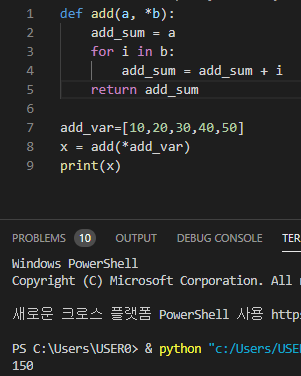 1 def add(a, *b):
2     add_sum = a
3     for i in b:
4         add_sum = add_sum + i
5     return add_sum
6
7 add_var=[10,20,30,40,50]
8 x = add(*add_var)
9 print(x)
PROBLEMS 10 OUTPUT DEBUG CONSOLE TER
Windows PowerShell
Copyright (C) Microsoft Corporation. All r
새로운 크로스 플랫폼 PowerShell 사용 https
PS C:\Users\USER0> & python "c:/Users/USE
150